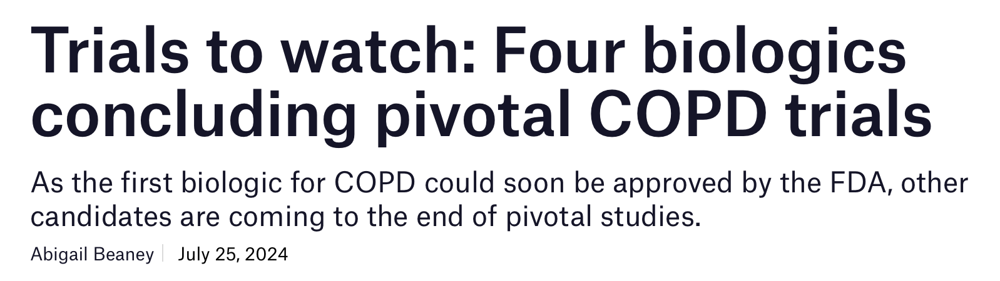 Trials to watch: Four biologics
concluding pivotal COPD trials
As the first biologic for COPD could soon be approved by the FDA, other
candidates are coming to the end of pivotal studies.
Abigail Beaney | July 25, 2024